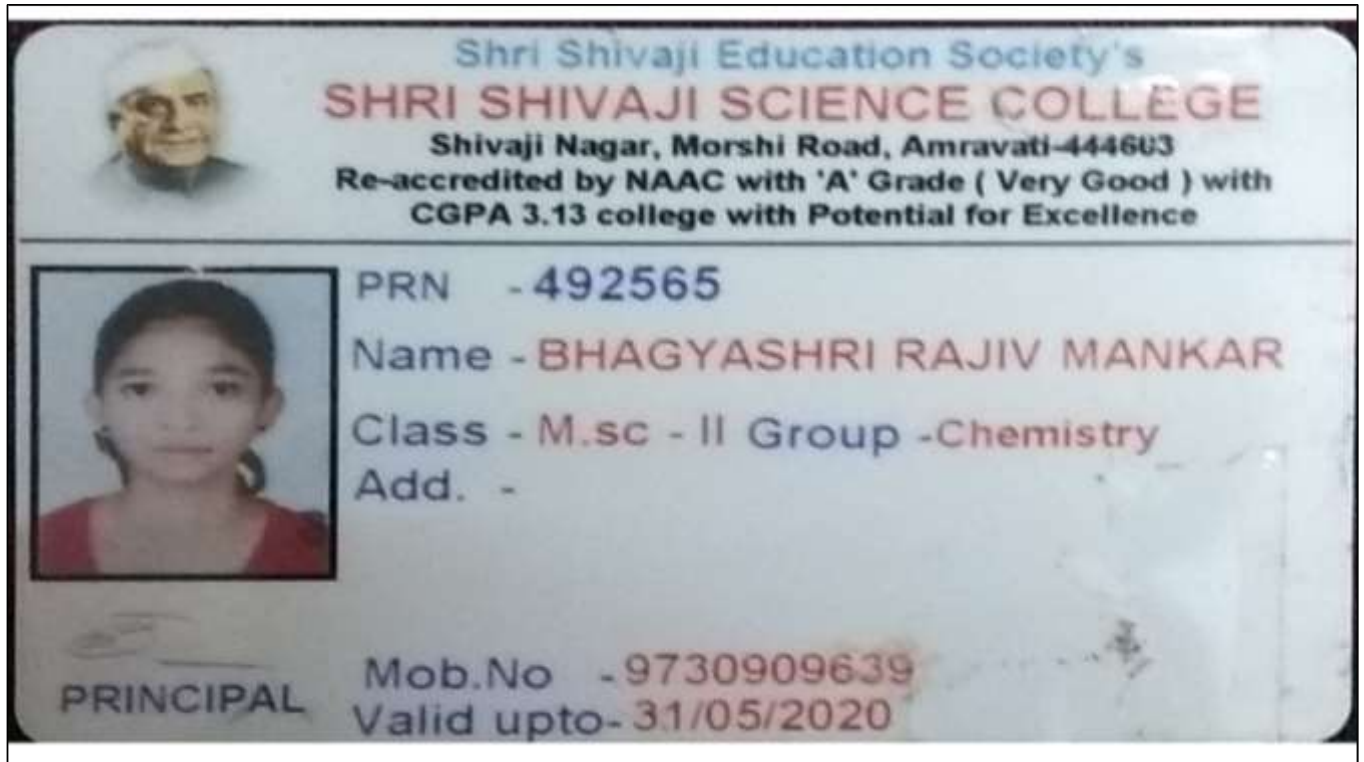 Shri Shivaji Education Society's
SHRI SHIVAJI SCIENCE COLLEGE
Shivaji Nagar, Morshi Road, Amravati-444603
Re-accredited by NAAC with 'A' Grade ( Very Good ) with
CGPA 3.13 college with Potential for Excellence
PRN - 492565
Name - BHAGYASHRI RAJIV MANKAR
Class - M.sc - II Group -Chemistry
Add. -
Mob.No - 9730909639
PRINCIPAL
Valid upto- 31/05/2020